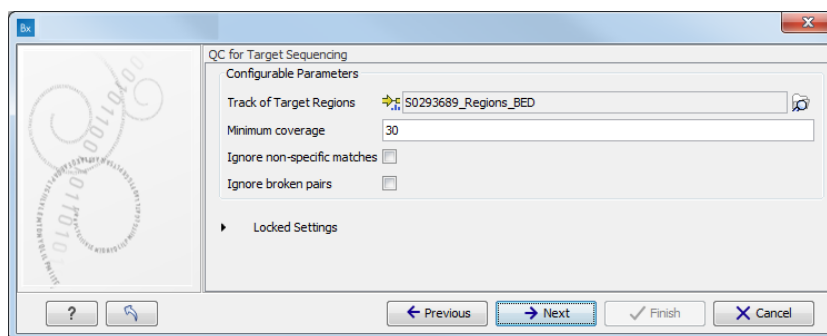 Bx
QC for Target Sequencing
Configurable Parameters
Track of Target Regions S0293689_Regions_BED
Minimum coverage 30
Ignore non-specific matches
Ignore broken pairs
Locked Settings
? Previous Next Finish Cancel